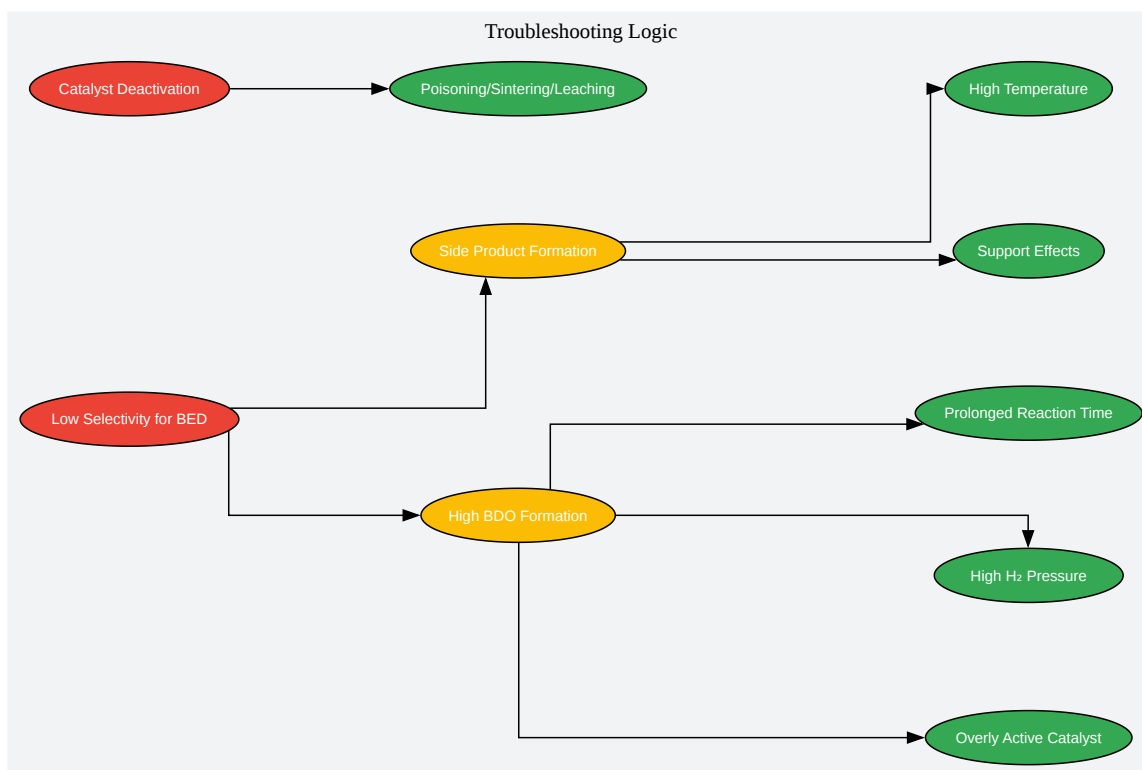 Troubleshooting Logic
Catalyst Deactivation
Poisoning/Sintering/Leaching
High Temperature
Side Product Formation
Support Effects
Low Selectivity for BED
Prolonged Reaction Time
High BDO Formation
High H₂ Pressure
Overly Active Catalyst